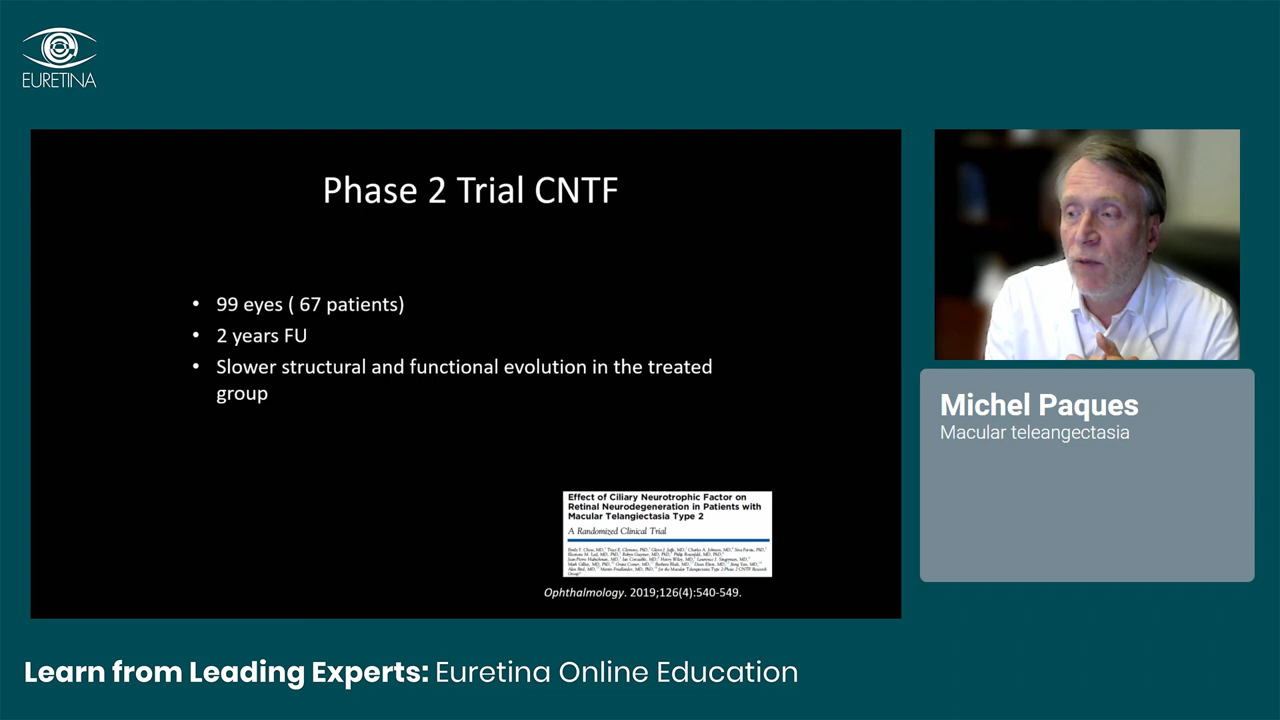 EURETINA
Phase 2 Trial CNTF
• 99 eyes ( 67 patients)
• 2 years FU
• Slower structural and functional evolution in the treated
group
Effect of Ciliary Neurotrophic Factor on
Retinal Neurodegeneration in Patients with
Macular Telangiectasia Type 2
A Randomized Clinical Trial
Ophthalmology. 2019;126(4):540-549.
Michel Paques
Macular teleangectasia
Learn from Leading Experts: Euretina Online Education